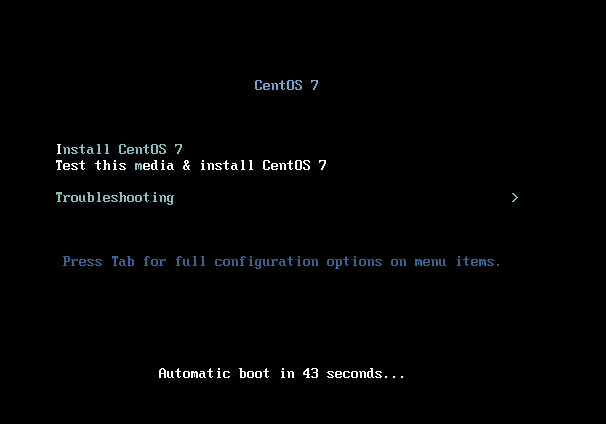 CentOS 7
Install CentOS 7
Test this media & install CentOS 7
Troubleshooting >
Press Tab for full configuration options on menu items.
Automatic boot in 43 seconds...